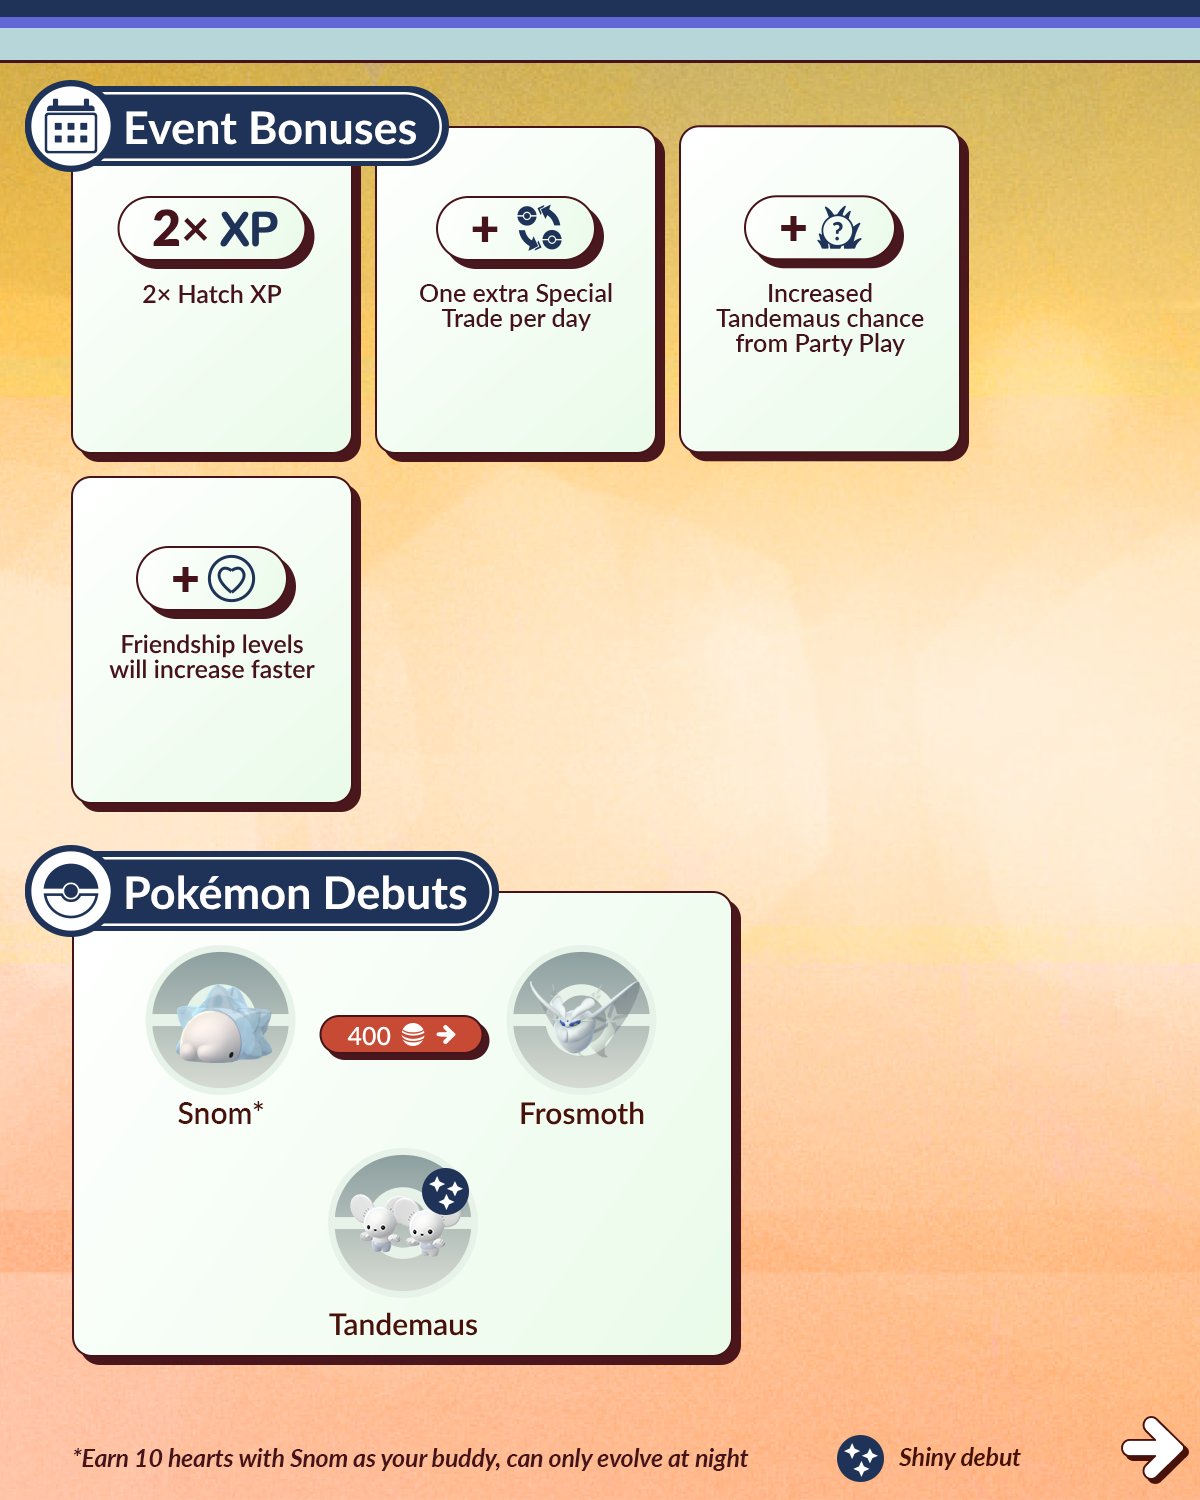 Event Bonuses
2× XP
2× Hatch XP
+
One extra Special
Trade per day
+ ?
Increased
Tandemaus chance
from Party Play
+
Friendship levels
will increase faster
Pokémon Debuts
400
Snom*
Frosmoth
Tandemaus
*Earn 10 hearts with Snom as your buddy, can only evolve at night
Shiny debut